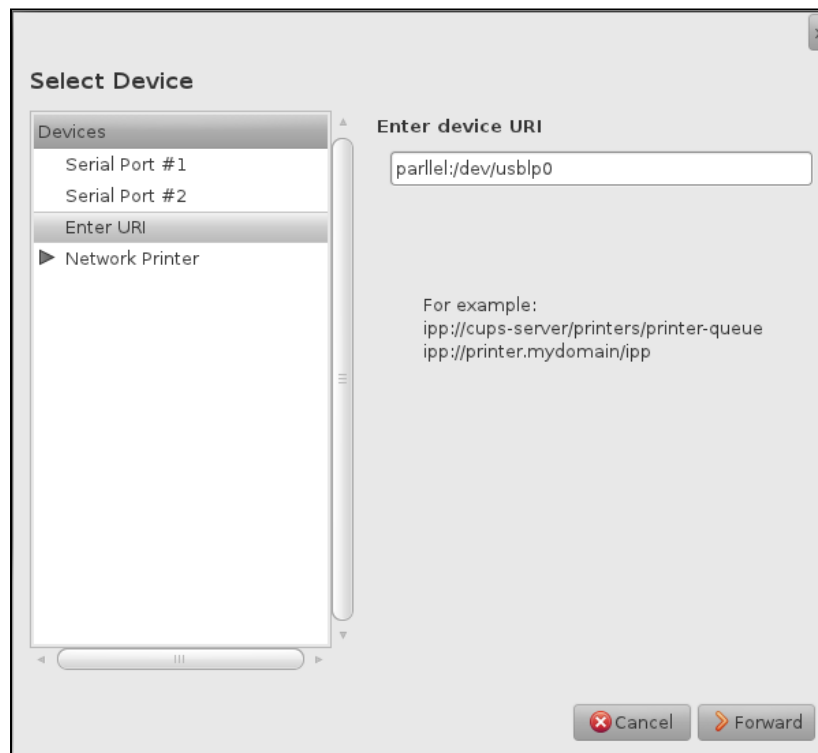 Select Device
Devices
Serial Port #1
Serial Port #2
Enter URI
Network Printer
Enter device URI
parllel:/dev/usblp0
For example:
ipp://cups-server/printers/printer-queue
ipp://printer.mydomain/ipp
Cancel
Forward